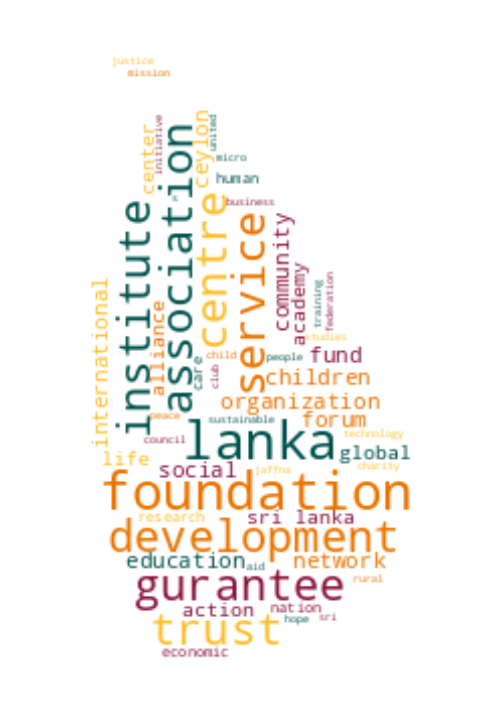 justice
mission
initiative
united
center
ceylon
association
micro
human
s
business
institute
centre
service
community
academy
training
federation
international
alliance
studies
child
people
fund
care
club
children
organization
peace
sustainable
forum
lanka
technology
council
global
life
social
jaffna
charity
foundation
research
sri lanka
development
education
aid
network
gurantee
rural
action
nation
trust
hope
sri
economic